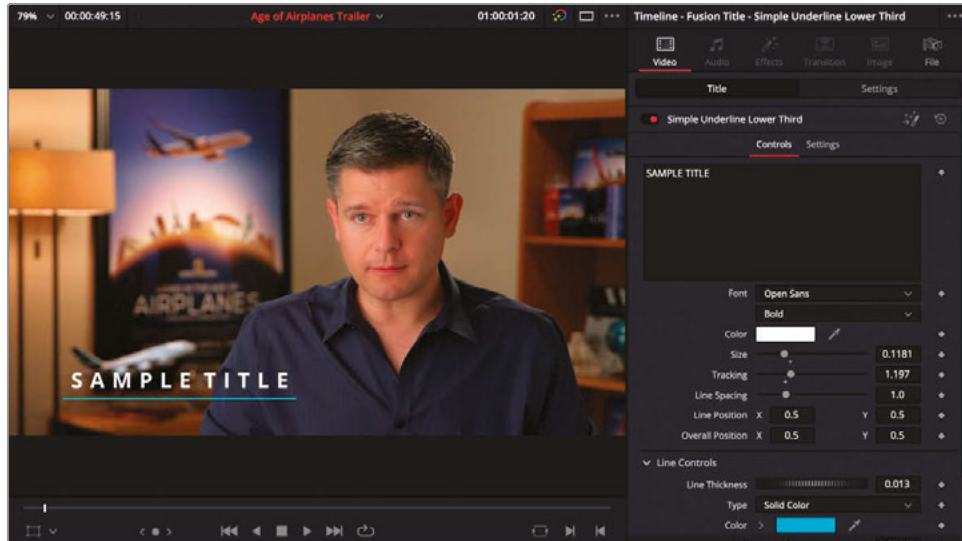 79% 00:00:49:15 Age of Airplanes Trailer 01:00:01:20
Timeline - Fusion Title - Simple Underline Lower Third
Video Audio Effects Transition Image File
Title Settings
Simple Underline Lower Third
Controls Settings
SAMPLE TITLE
Font Open Sans
Bold
Color
Size 0.1181
Tracking 1.197
Line Spacing 1.0
Line Position X 0.5 Y 0.5
Overall Position X 0.5 Y 0.5
Line Controls
Line Thickness 0.013
Type Solid Color
Color
AIRPLANES
SAMPLE TITLE